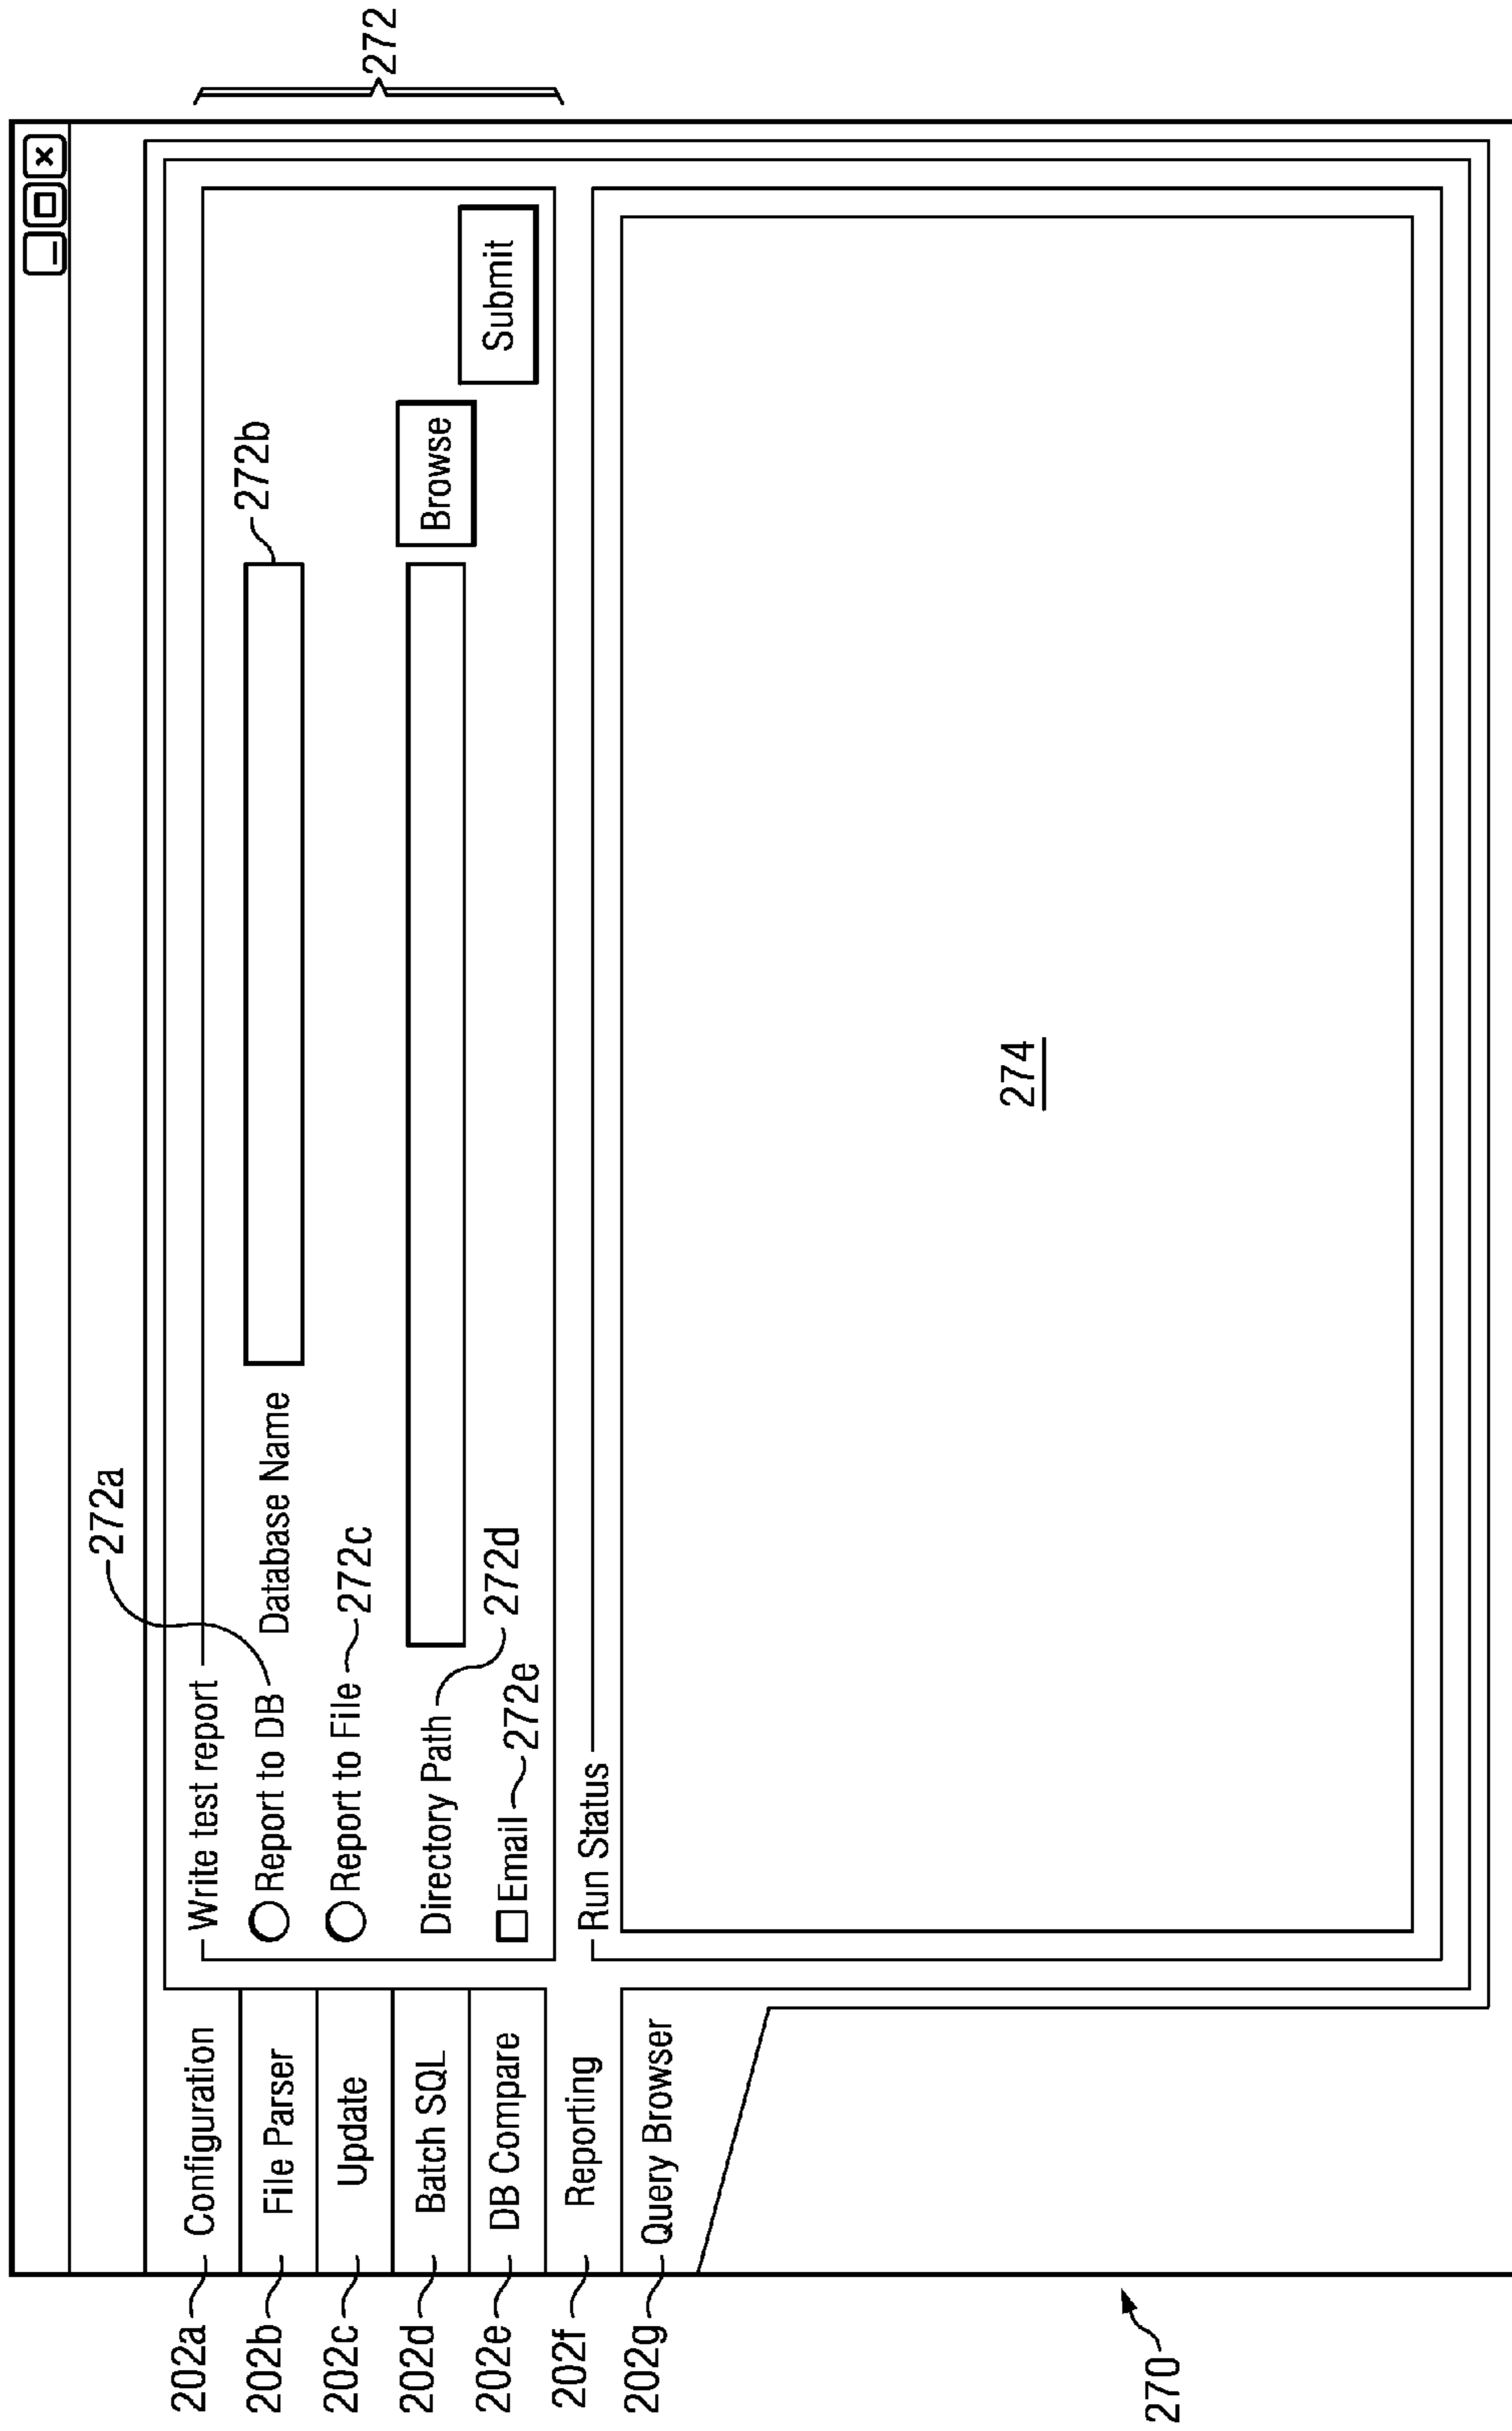 272
272a
Write test report
Report to DB
Database Name
272b
Report to File
272c
Directory Path
272d
Browse
Email
272e
Submit
Run Status
274
202a
Configuration
202b
File Parser
202c
Update
202d
Batch SQL
202e
DB Compare
202f
Reporting
202g
Query Browser
270